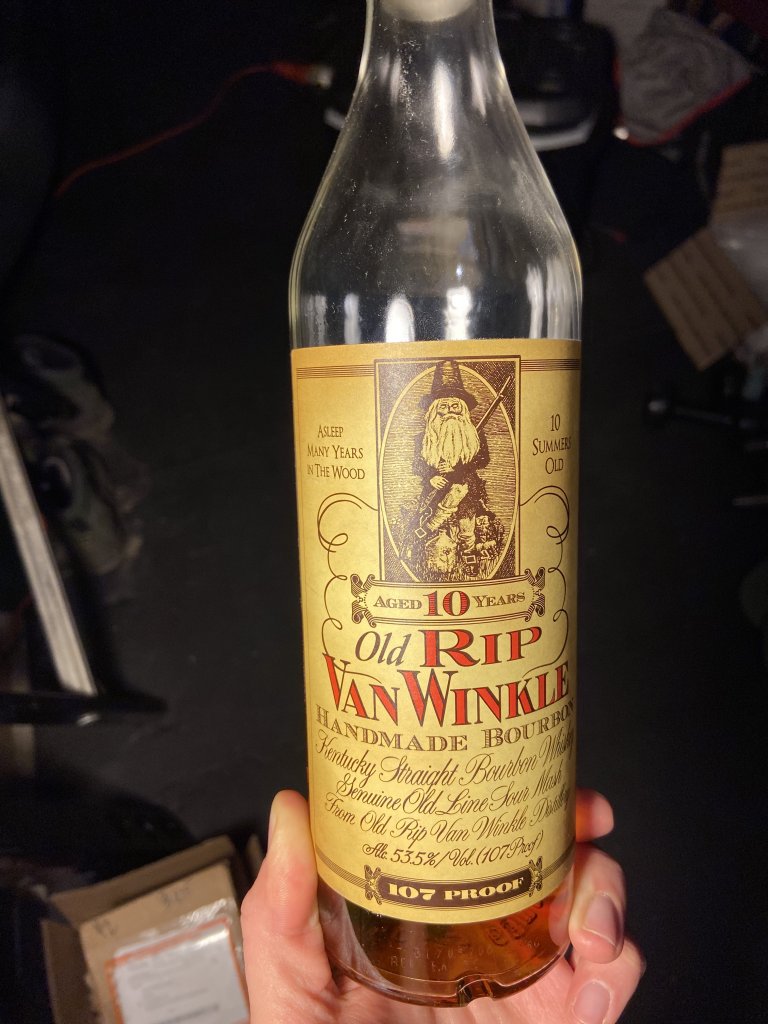 Asleep
Many Years
in The Wood
10
Summers
Old
Aged 10 Years
Old Rip
Van Winkle
Handmade Bourbon
Kentucky Straight Bourbon Whiskey
Genuine Old Line Sour Mash
From Old Rip Van Winkle Distillery
Alc. 53.5%/Vol. (107 Proof)
107 PROOF